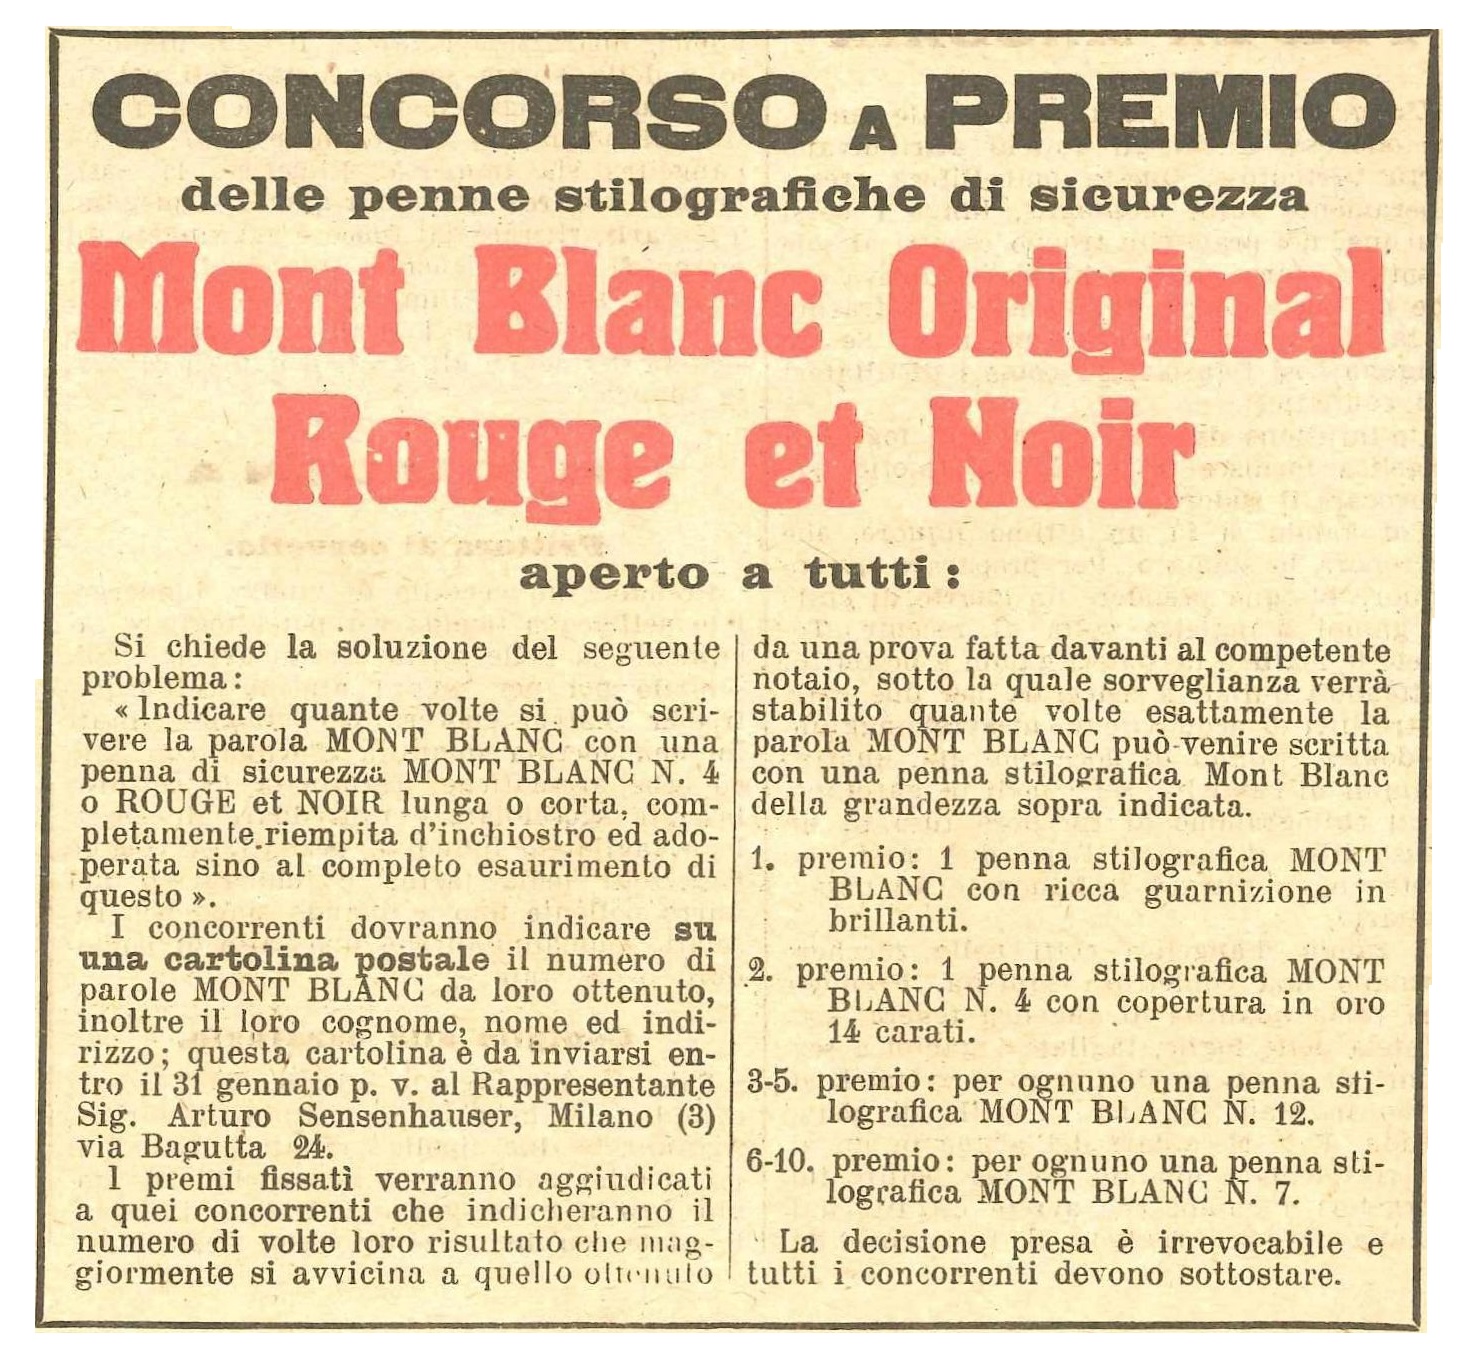 CONCORSO A PREMIO
delle penne stilografiche di sicurezza
Mont Blanc Original
Rouge et Noir
aperto a tutti:
Si chiede la soluzione del seguente
problema:
« Indicare quante volte si può scri-
vere la parola MONT BLANC con una
penna di sicurezza MONT BLANC N. 4
o ROUGE et NOIR lunga o corta, com-
pletamente riempita d'inchiostro ed ado-
perata sino al completo esaurimento di
questo ».
I concorrenti dovranno indicare su
una cartolina postale il numero di
parole MONT BLANC da loro ottenuto,
inoltre il loro cognome, nome ed indi-
rizzo; questa cartolina è da inviarsi en-
tro il 31 gennaio p. v. al Rappresentante
Sig. Arturo Sensenhauser, Milano (3)
via Bagutta 24.
I premi fissati verranno aggiudicati
a quei concorrenti che indicheranno il
numero di volte loro risultato che mag-
giormente si avvicina a quello ottenuto
da una prova fatta davanti al competente
notaio, sotto la quale sorveglianza verrà
stabilito quante volte esattamente la
parola MONT BLANC può venire scritta
con una penna stilografica Mont Blanc
della grandezza sopra indicata.
1. premio: 1 penna stilografica MONT
BLANC con ricca guarnizione in
brillanti.
2. premio: 1 penna stilografica MONT
BLANC N. 4 con copertura in oro
14 carati.
3-5. premio: per ognuno una penna sti-
lografica MONT BLANC N. 12.
6-10. premio: per ognuno una penna sti-
lografica MONT BLANC N. 7.
La decisione presa è irrevocabile e
tutti i concorrenti devono sottostare.